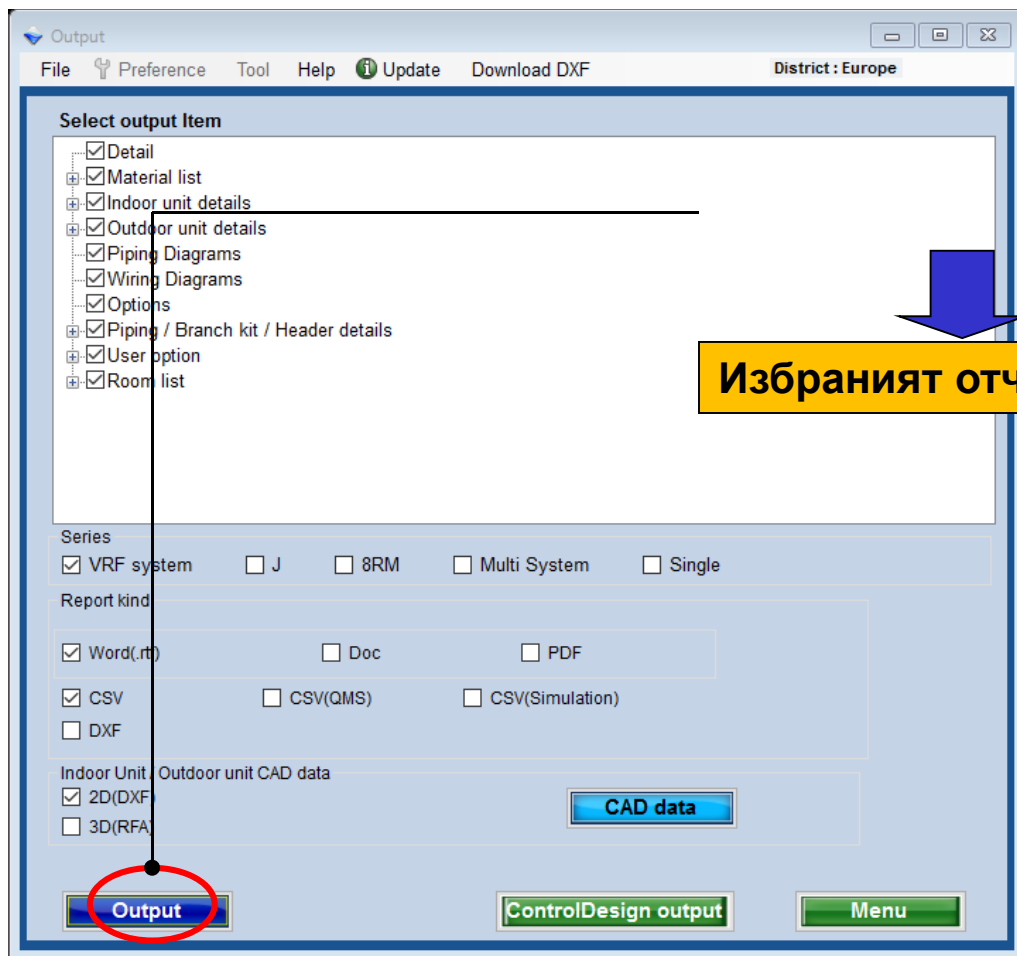 Output
File Preference Tool Help Update Download DXF District : Europe
Select output Item
Detail
Material list
Indoor unit details
Outdoor unit details
Piping Diagrams
Wiring Diagrams
Options
Piping / Branch kit / Header details
User option
Room list
Избраният отч
Series
VRF system J 8RM Multi System Single
Report kind
Word(.rtf) Doc PDF
CSV CSV(QMS) CSV(Simulation)
DXF
Indoor Unit / Outdoor unit CAD data
2D(DXF)
3D(RFA)
CAD data
Output ControlDesign output Menu